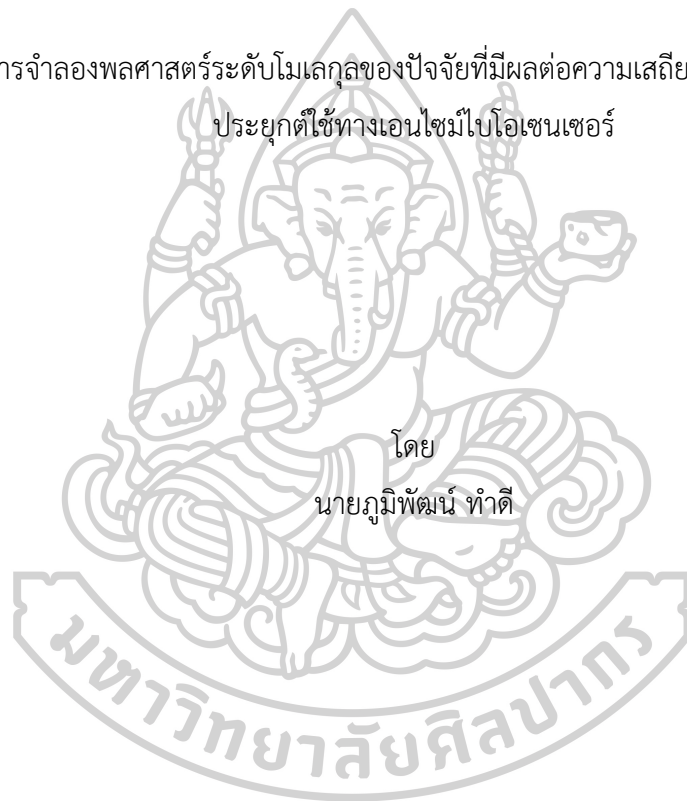 ารจำลองพลศาสตร์ระดับโมเลกุลของปัจจัยที่มีผลต่อความเสถีย
ประยุกต์ใช้ทางเอนไซม์ไบโอเซนเซอร์
โดย
นายภูมิพัฒน์ ทำดี
มหาวิทยาลัยศิลปากร